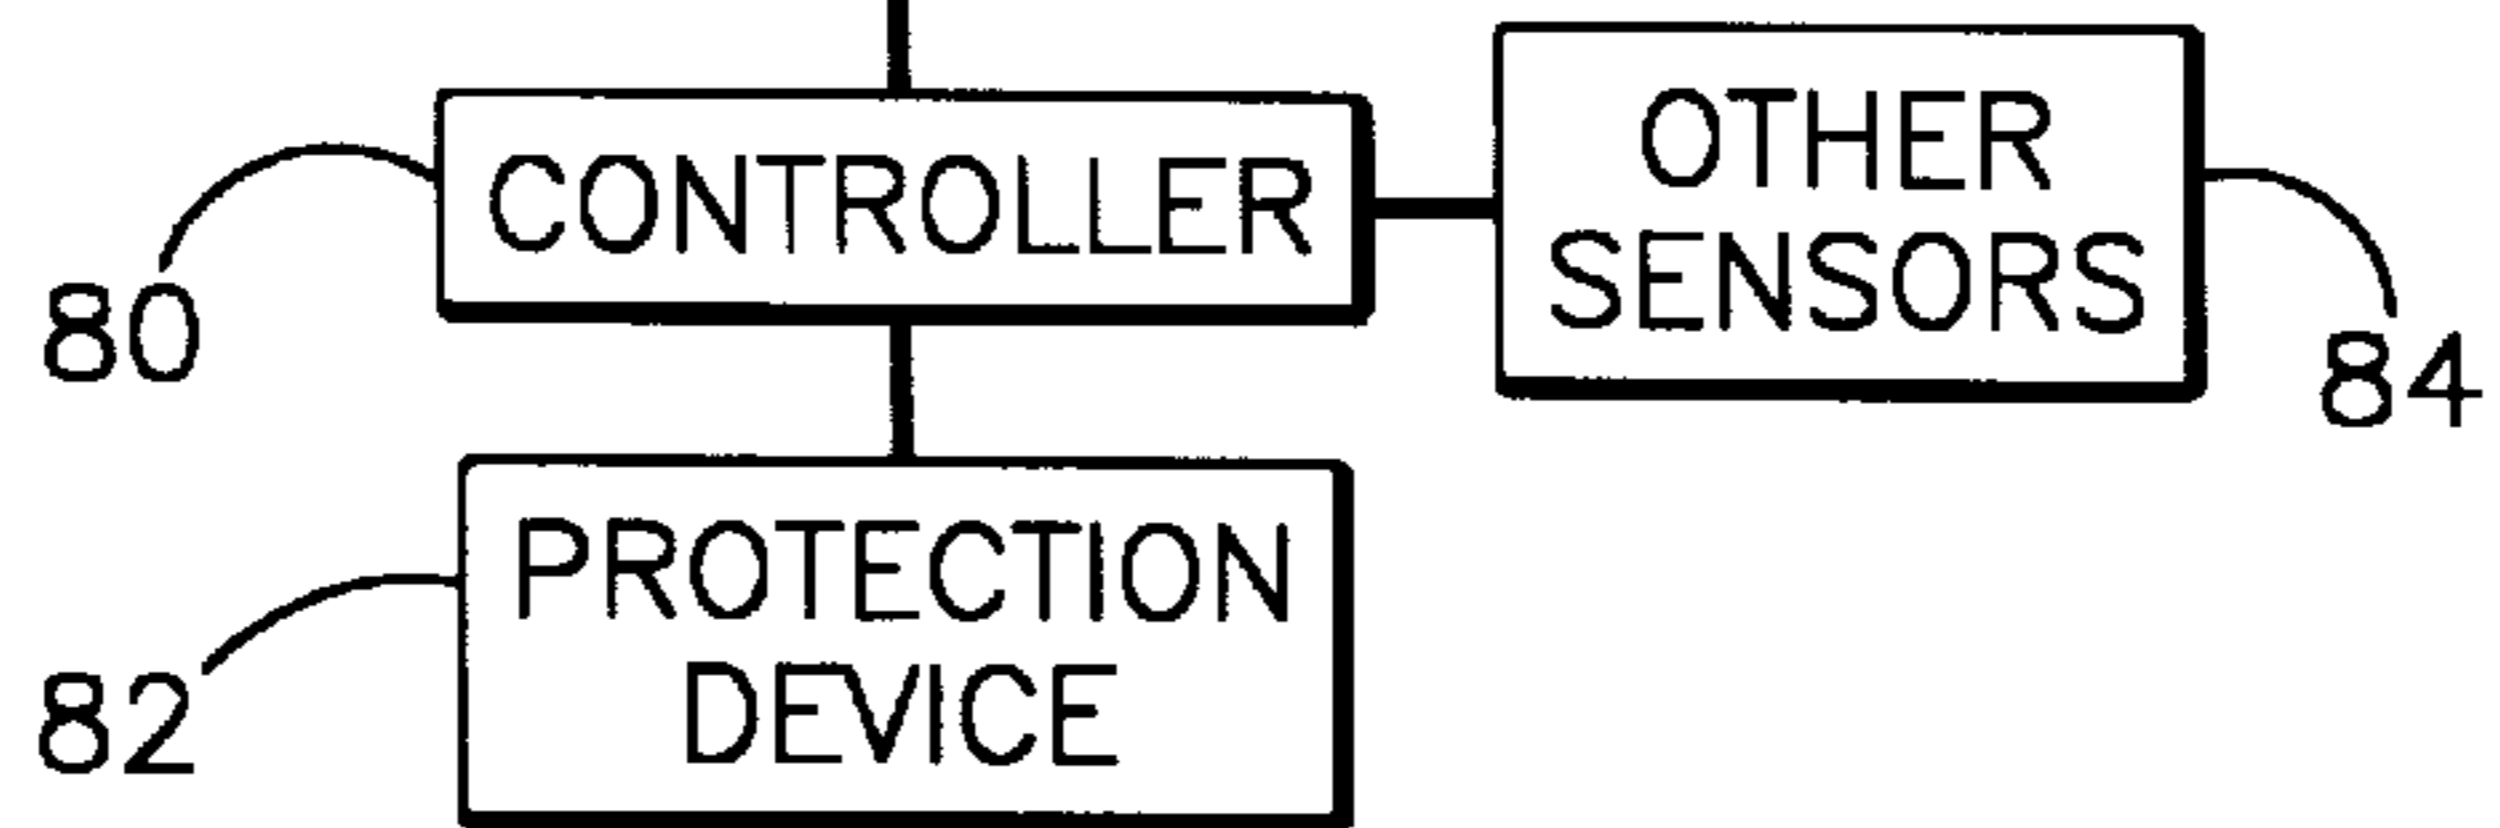 80
CONTROLLER
OTHER
SENSORS
84
82
PROTECTION
DEVICE